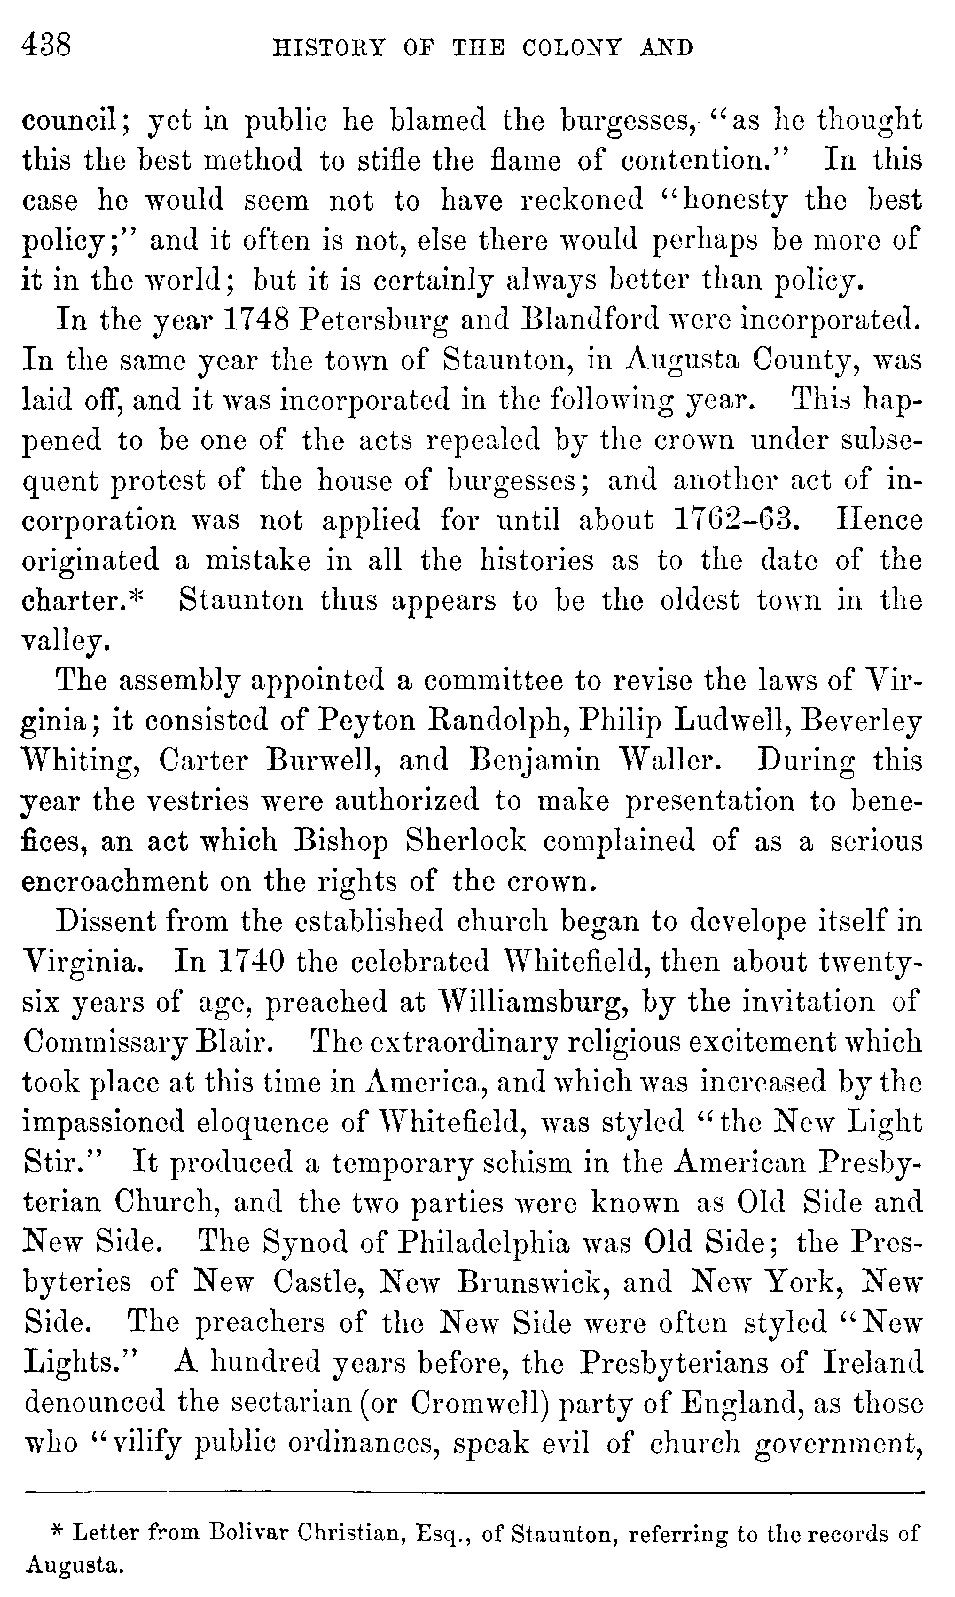 438 HISTORY OF THE COLONY AND
council; yet in public he blamed the burgesses, “as he thought
this the best method to stifle the flame of contention.” In this
case he would seem not to have reckoned “honesty the best
policy;” and it often is not, else there would perhaps be more of
it in the world; but it is certainly always better than policy.
In the year 1748 Petersburg and Blandford were incorporated.
In the same year the town of Staunton, in Augusta County, was
laid off, and it was incorporated in the following year. This hap-
pened to be one of the acts repealed by the crown under subse-
quent protest of the house of burgesses; and another act of in-
corporation was not applied for until about 1762–63. Hence
originated a mistake in all the histories as to the date of the
charter.* Staunton thus appears to be the oldest town in the
valley.
The assembly appointed a committee to revise the laws of Vir-
ginia; it consisted of Peyton Randolph, Philip Ludwell, Beverley
Whiting, Carter Burwell, and Benjamin Waller. During this
year the vestries were authorized to make presentation to bene-
fices, an act which Bishop Sherlock complained of as a serious
encroachment on the rights of the crown.
Dissent from the established church began to develope itself in
Virginia. In 1740 the celebrated Whitefield, then about twenty-
six years of age, preached at Williamsburg, by the invitation of
Commissary Blair. The extraordinary religious excitement which
took place at this time in America, and which was increased by the
impassioned eloquence of Whitefield, was styled “the New Light
Stir.” It produced a temporary schism in the American Presby-
terian Church, and the two parties were known as Old Side and
New Side. The Synod of Philadelphia was Old Side; the Pres-
byteries of New Castle, New Brunswick, and New York, New
Side. The preachers of the New Side were often styled “New
Lights.” A hundred years before, the Presbyterians of Ireland
denounced the sectarian (or Cromwell) party of England, as those
who “vilify public ordinances, speak evil of church government,
* Letter from Bolivar Christian, Esq., of Staunton, referring to the records of
Augusta.